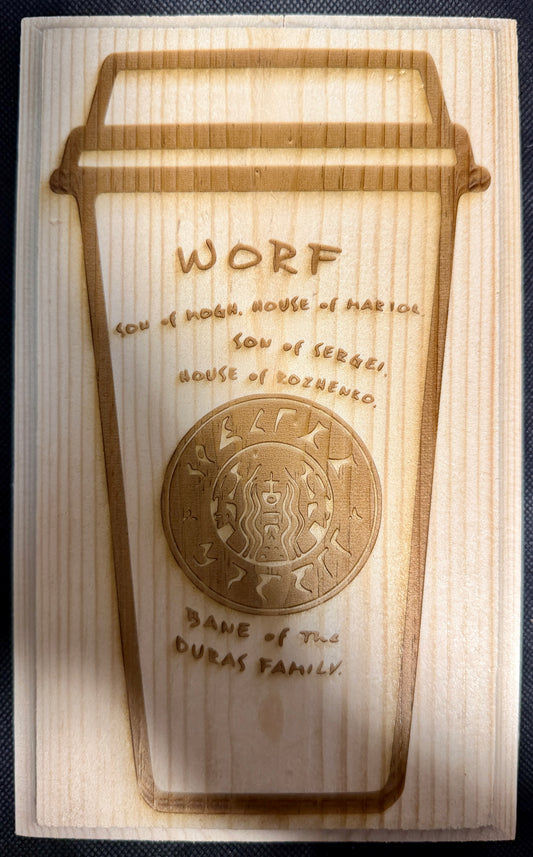 WORF
SON of MOGH. HOUSE of MARTOK.
SON of SERGEI.
HOUSE of ROZHENKO.
BANE of THE
DURAS FAMILY.